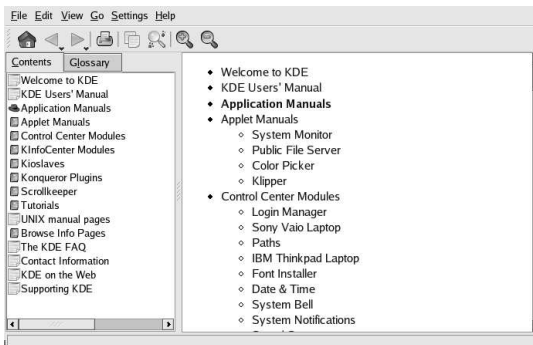 File Edit View Go Settings Help
Contents Glossary
Welcome to KDE
KDE Users' Manual
Application Manuals
Applet Manuals
Control Center Modules
KInfoCenter Modules
Kioslaves
Konqueror Plugins
Scrollkeeper
Tutorials
UNIX manual pages
Browse Info Pages
The KDE FAQ
Contact Information
KDE on the Web
Supporting KDE
Welcome to KDE
KDE Users' Manual
Application Manuals
Applet Manuals
System Monitor
Public File Server
Color Picker
Klipper
Control Center Modules
Login Manager
Sony Vaio Laptop
Paths
IBM Thinkpad Laptop
Font Installer
Date & Time
System Bell
System Notifications